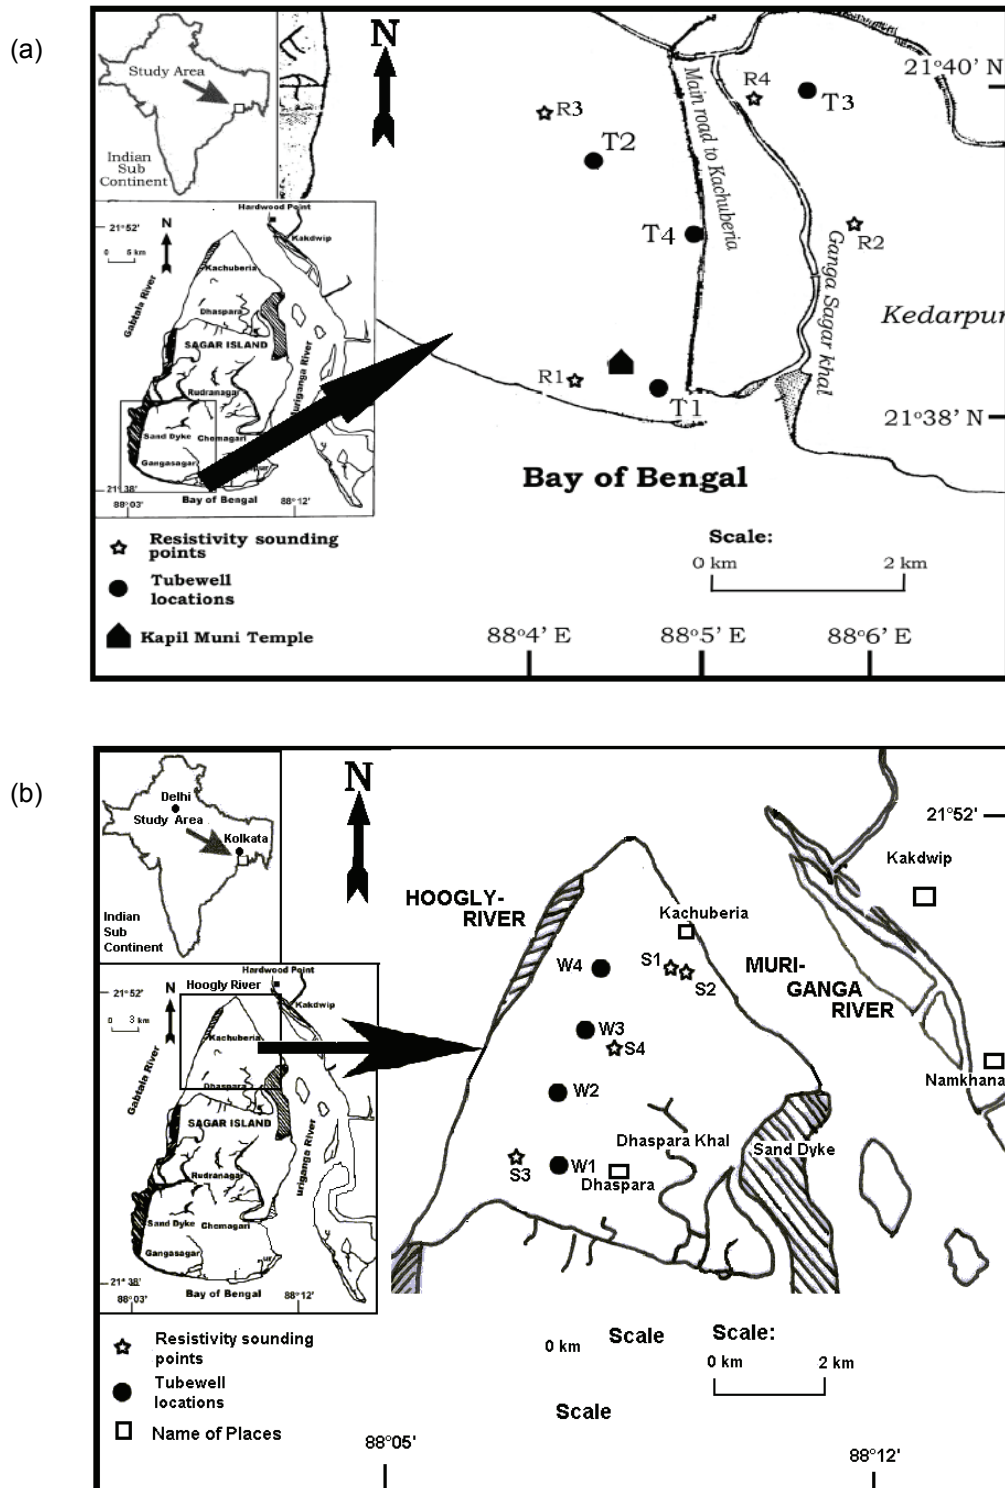 (a)
Study Area
Indian
Sub
Continent
N
21°40' N
R4
T3
R3
T2
Main road to Kachuberia
T4
R2
Ganga Sagar khal
Kedarpur
R1
T1
21°38' N
Bay of Bengal
Hardwood Point
21°52'
N
Kakdwip
0 5 km
Kachuberia
Gabtala River
Dhaspara
SAGAR ISLAND
uriganga River
Rudranagar
Sand Dyke
Chemagari
Gangasagar
21°38'
Bay of Bengal
88°03'
88°12'
Resistivity sounding
points
Tubewell
locations
Kapil Muni Temple
Scale:
0 km
2 km
88°4' E
88°5' E
88°6' E
(b)
Delhi
Study Area
Kolkata
Indian
Sub
Continent
N
21°52'
Kakdwip
HOOGLY-
RIVER
Kachuberia
W4
S1
S2
MURI-
GANGA
RIVER
W3
S4
Namkhana
W2
Dhaspara Khal
Sand Dyke
S3
W1
Dhaspara
Hardwood Point
21°52'
N
Hoogly River
Kakdwip
0 3 km
Kachuberia
Gabtala River
Dhaspara
SAGAR ISLAND
uriganga River
Rudranagar
Sand Dyke
Chemagari
Gangasagar
ur
21° 38'
Bay of Bengal
88°03'
88°12'
Resistivity sounding
points
Tubewell
locations
Name of Places
0 km
Scale
Scale:
0 km
2 km
Scale
88°05'
88°12'